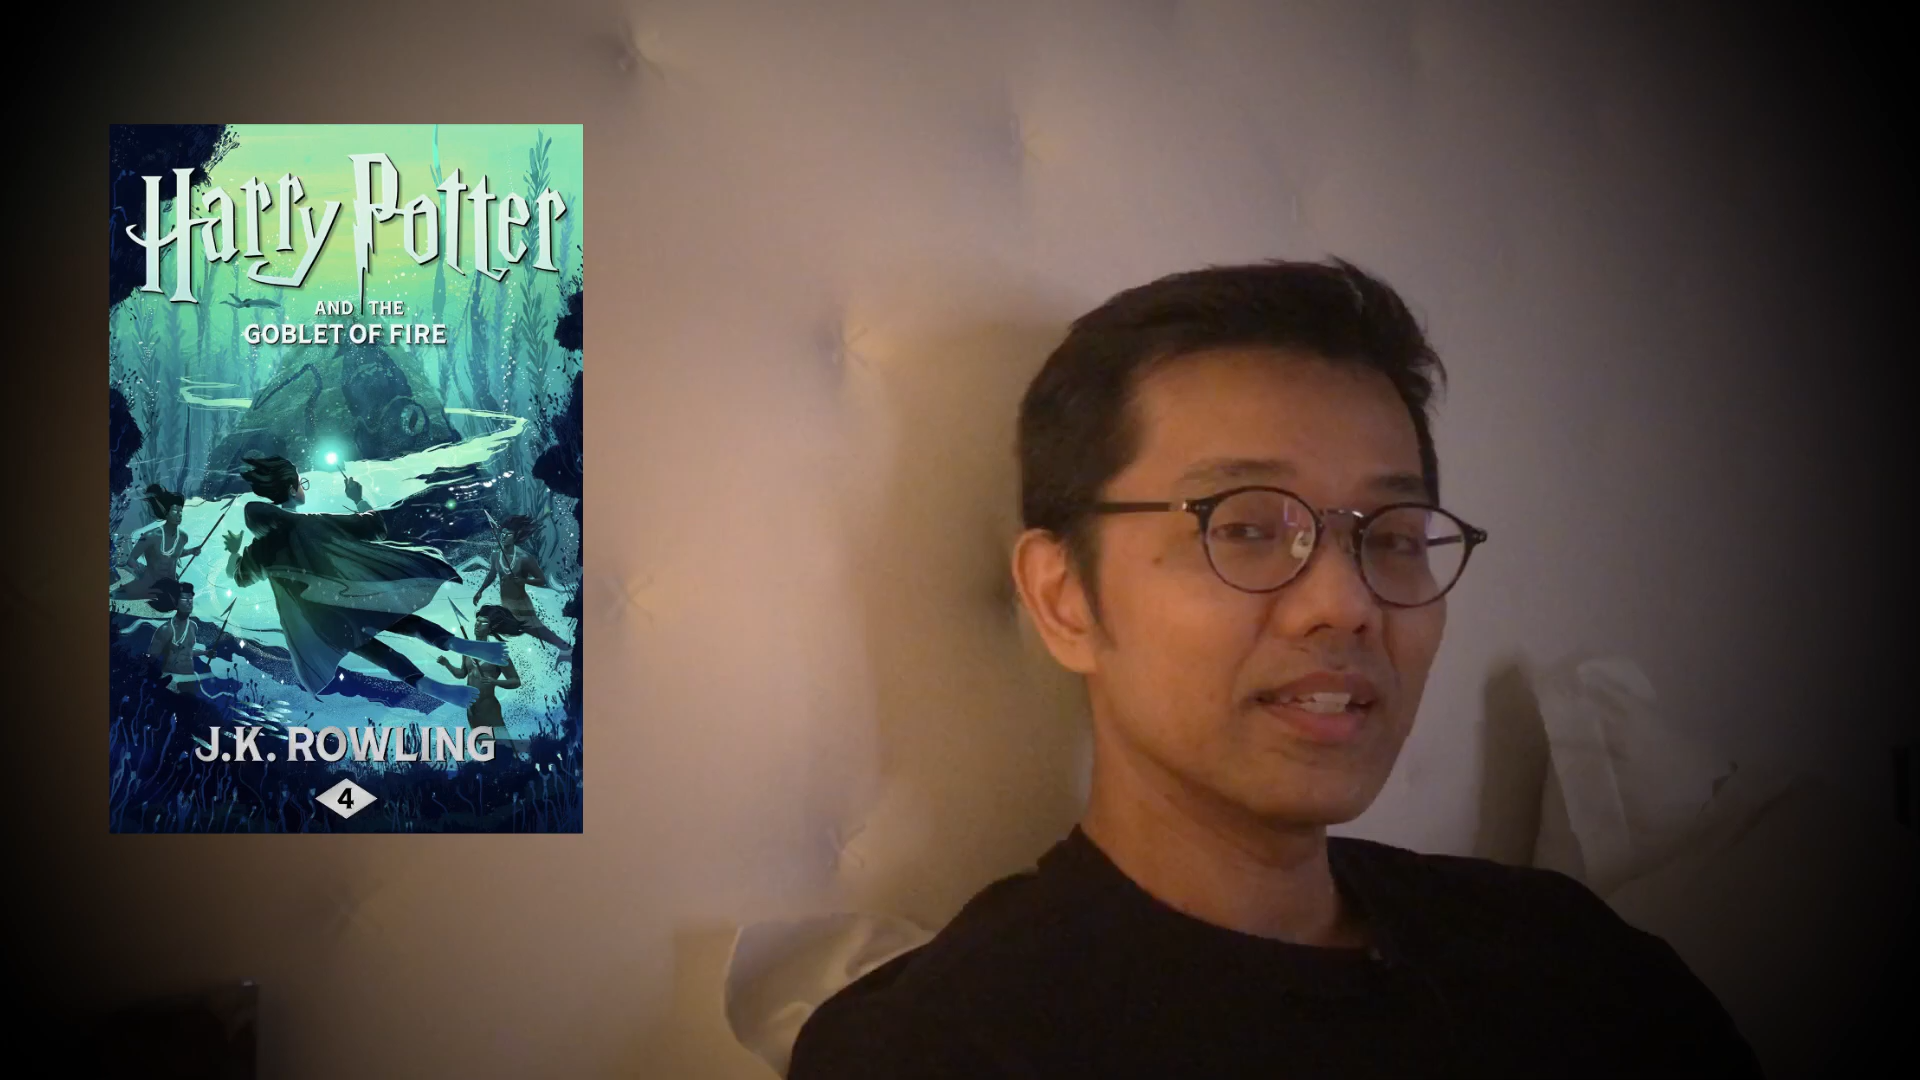 Harry Potter
AND THE
GOBLET OF FIRE
J.K. ROWLING
4